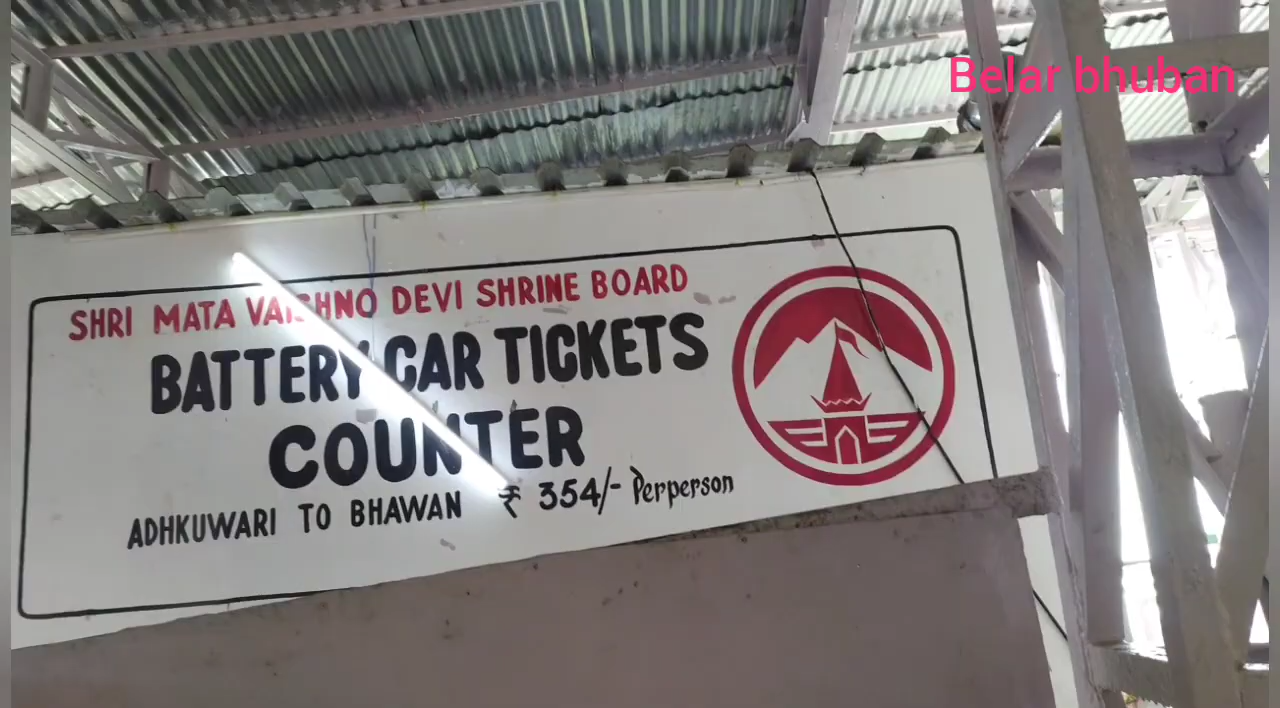 Belar bhuban
SHRI MATA VAISHNO DEVI SHRINE BOARD
BATTERY CAR TICKETS
COUNTER
ADHKUWARI TO BHAWAN ₹ 354/- Perperson